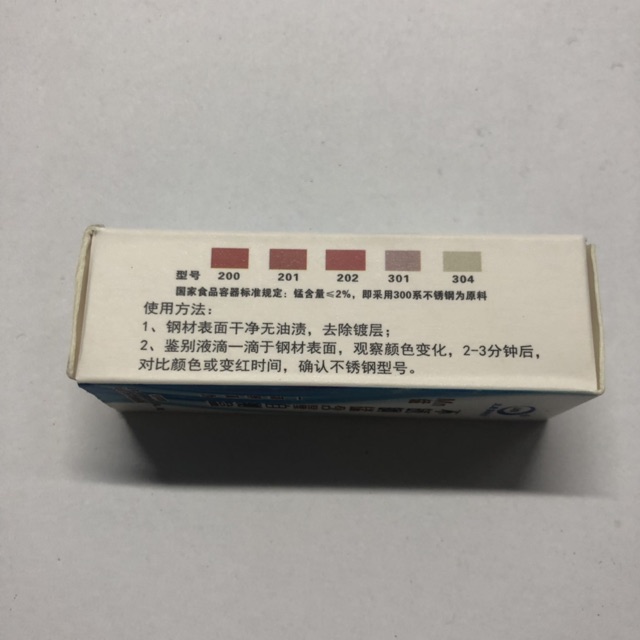 型号 200 201 202 301 304
国家食品容器标准规定：锰含量≤2%，即采用300系不锈钢为原料
使用方法：
1、钢材表面干净无油渍，去除镀层；
2、鉴别液滴一滴于钢材表面，观察颜色变化，2-3分钟后，
对比颜色或变红时间，确认不锈钢型号。